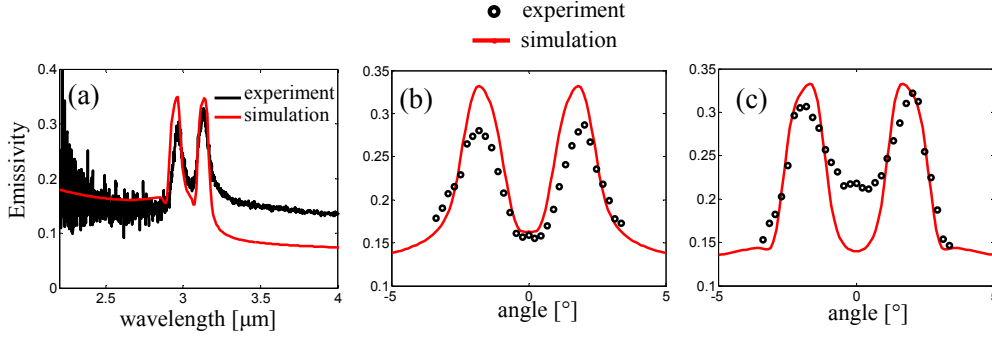 experiment
simulation
(a)
experiment
simulation
Emissivity
0.4
0.3
0.2
0.1
0
2.5
3
3.5
4
wavelength [μm]
(b)
0.35
0.3
0.25
0.2
0.15
0.1
-5
0
5
angle [°]
(c)
0.35
0.3
0.25
0.2
0.15
0.1
-5
0
5
angle [°]